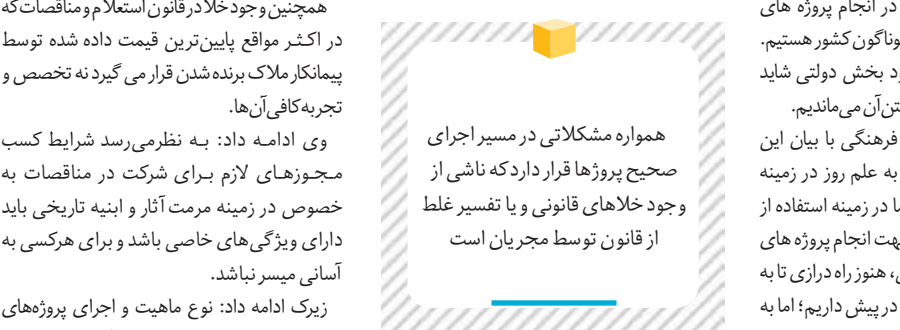 در انجام پروژه های
کشور هستیم.
بخش دولتی شاید
آن می‌ماندیم.
فرهنگی با بیان این
به علم روز در زمینه
در زمینه استفاده از
انجام پروژه های
هنوز راه درازی تا به
در پیش داریم؛ اما به
همواره مشکلاتی در مسیر اجرای
صحیح پروژها قرار دارد که ناشی از
وجود خلاهای قانونی و یا تفسیر غلط
از قانون توسط مجریان است
همچنین وجود خلا در قانون استعلام و مناقصات که
در اکثر مواقع پایین‌ترین قیمت داده شده توسط
پیمانکار ملاک برنده شدن قرار می گیرد نه تخصص و
تجربه کافی آن‌ها.
وی ادامه داد: به نظر می‌رسد شرایط کسب
مجوزهای لازم برای شرکت در مناقصات به
خصوص در زمینه مرمت آثار و ابنیه تاریخی باید
دارای ویژگی‌های خاصی باشد و برای هرکسی به
آسانی میسر نباشد.
زیرک ادامه داد: نوع ماهیت و اجرای پروژه‌های